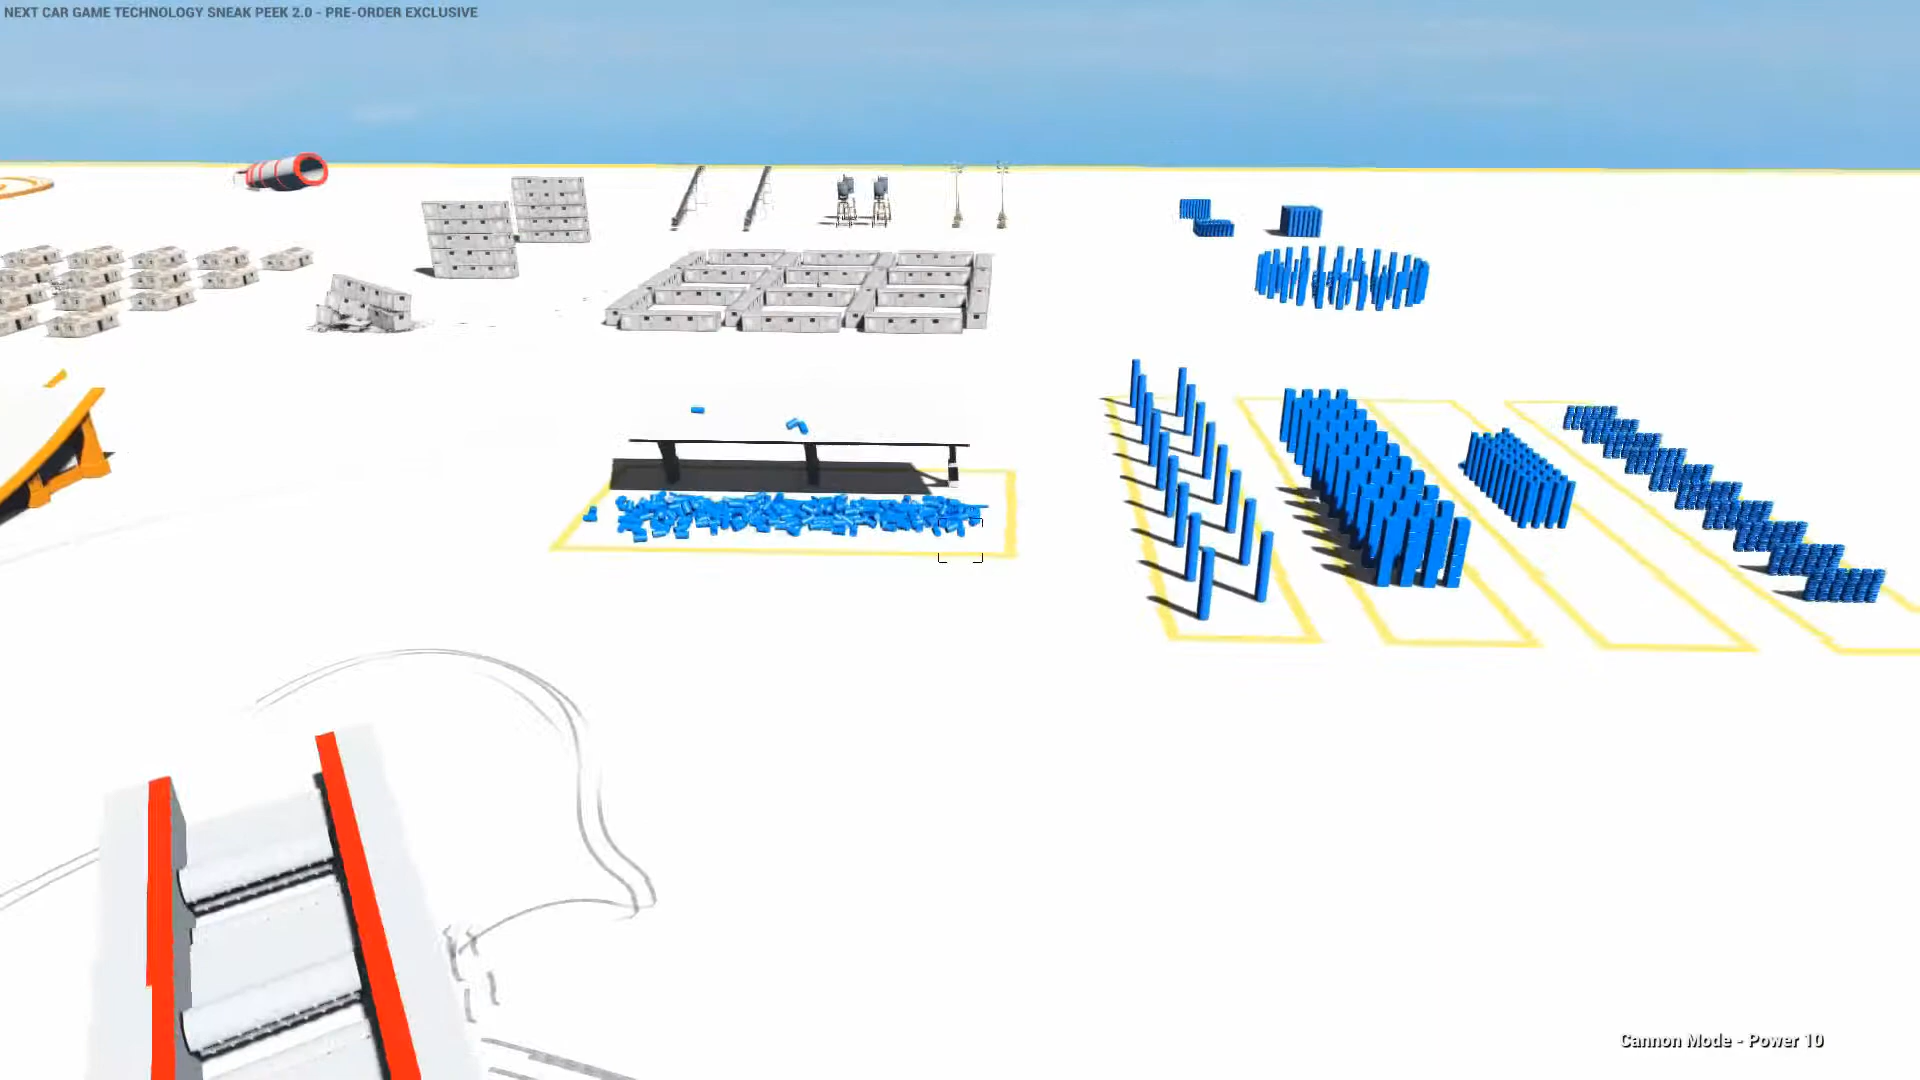 NEXT CAR GAME TECHNOLOGY SNEAK PEEK 2.0 - PRE-ORDER EXCLUSIVE
Cannon Mode - Power 10